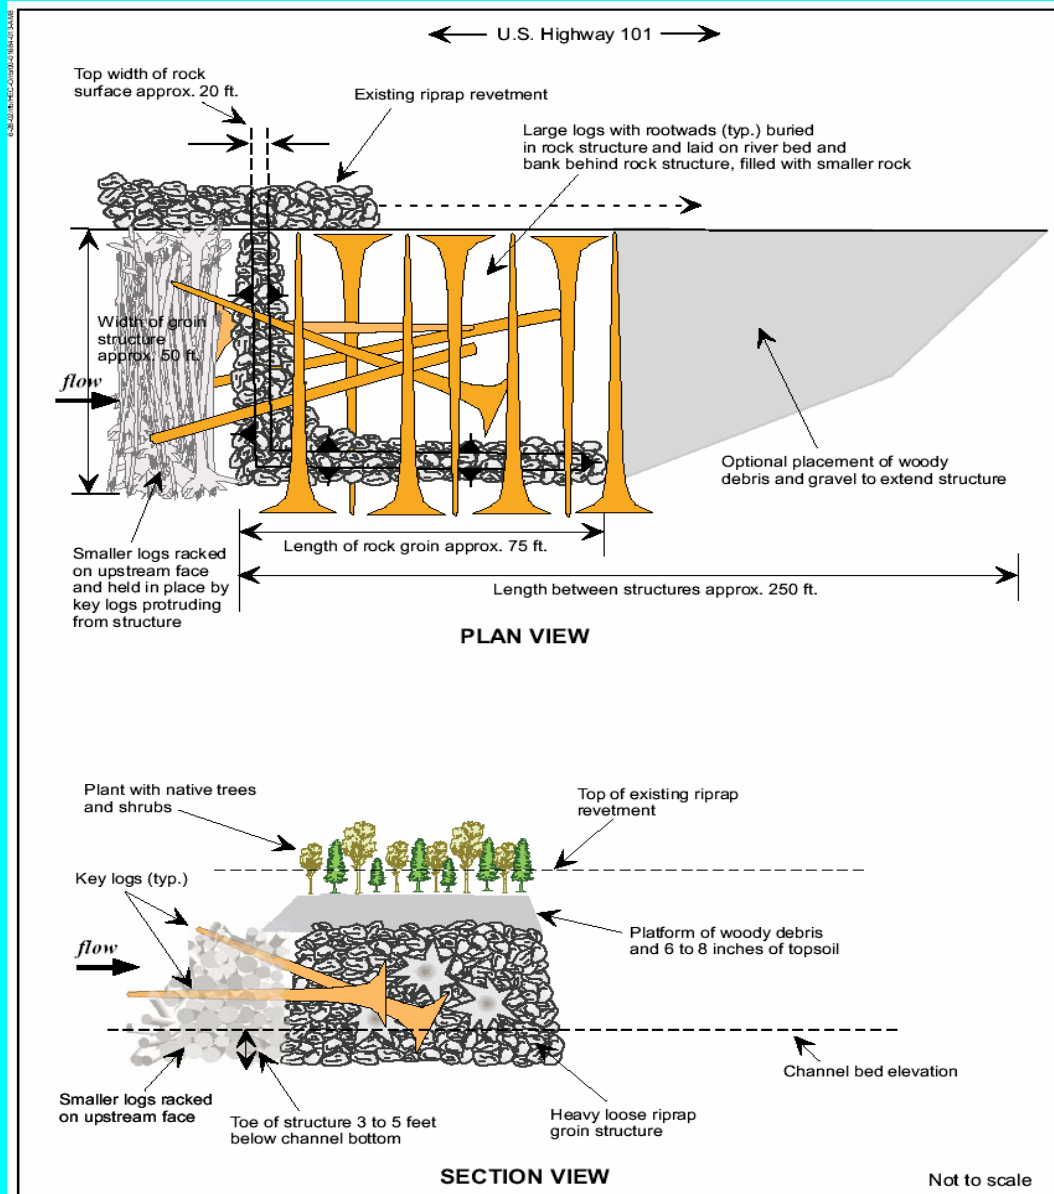 U.S. Highway 101
Top width of rock
surface approx. 20 ft.
Existing riprap revetment
Large logs with rootwads (typ.) buried
in rock structure and laid on river bed and
bank behind rock structure, filled with smaller rock
Width of groin
structure
approx. 50 ft.
flow
Optional placement of woody
debris and gravel to extend structure
Smaller logs racked
on upstream face
and held in place by
key logs protruding
from structure
Length of rock groin approx. 75 ft.
Length between structures approx. 250 ft.
PLAN VIEW
Plant with native trees
and shrubs
Top of existing riprap
revetment
Key logs (typ.)
flow
Platform of woody debris
and 6 to 8 inches of topsoil
Channel bed elevation
Smaller logs racked
on upstream face
Toe of structure 3 to 5 feet
below channel bottom
Heavy loose riprap
groin structure
SECTION VIEW
Not to scale